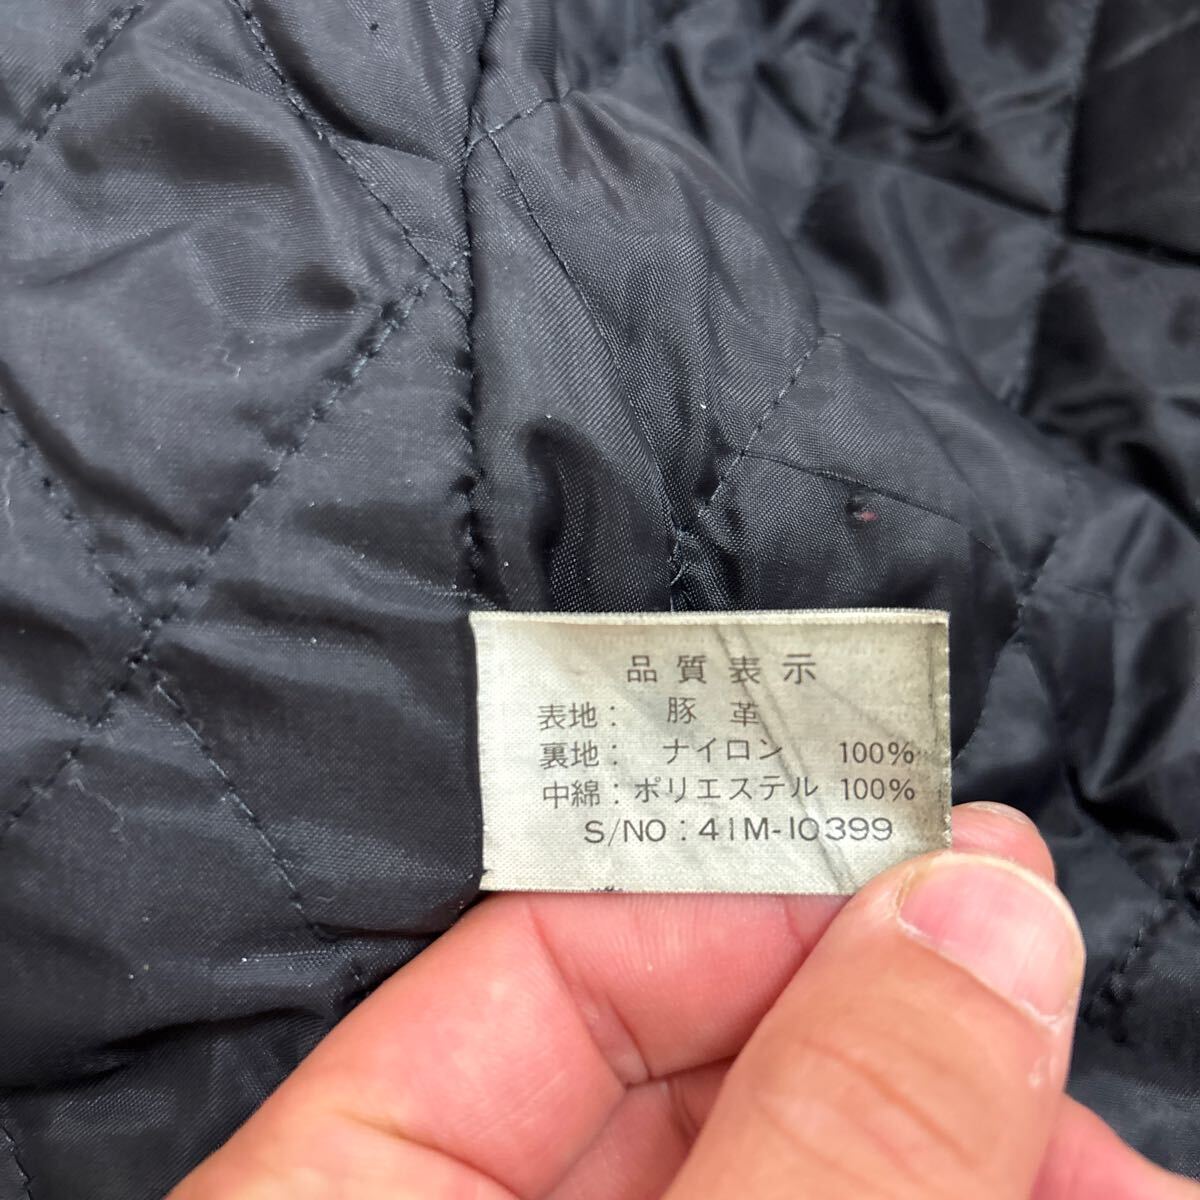 品質表示
表地: 豚革
裏地: ナイロン 100%
中綿: ポリエステル 100%
S/NO: 41M-10399